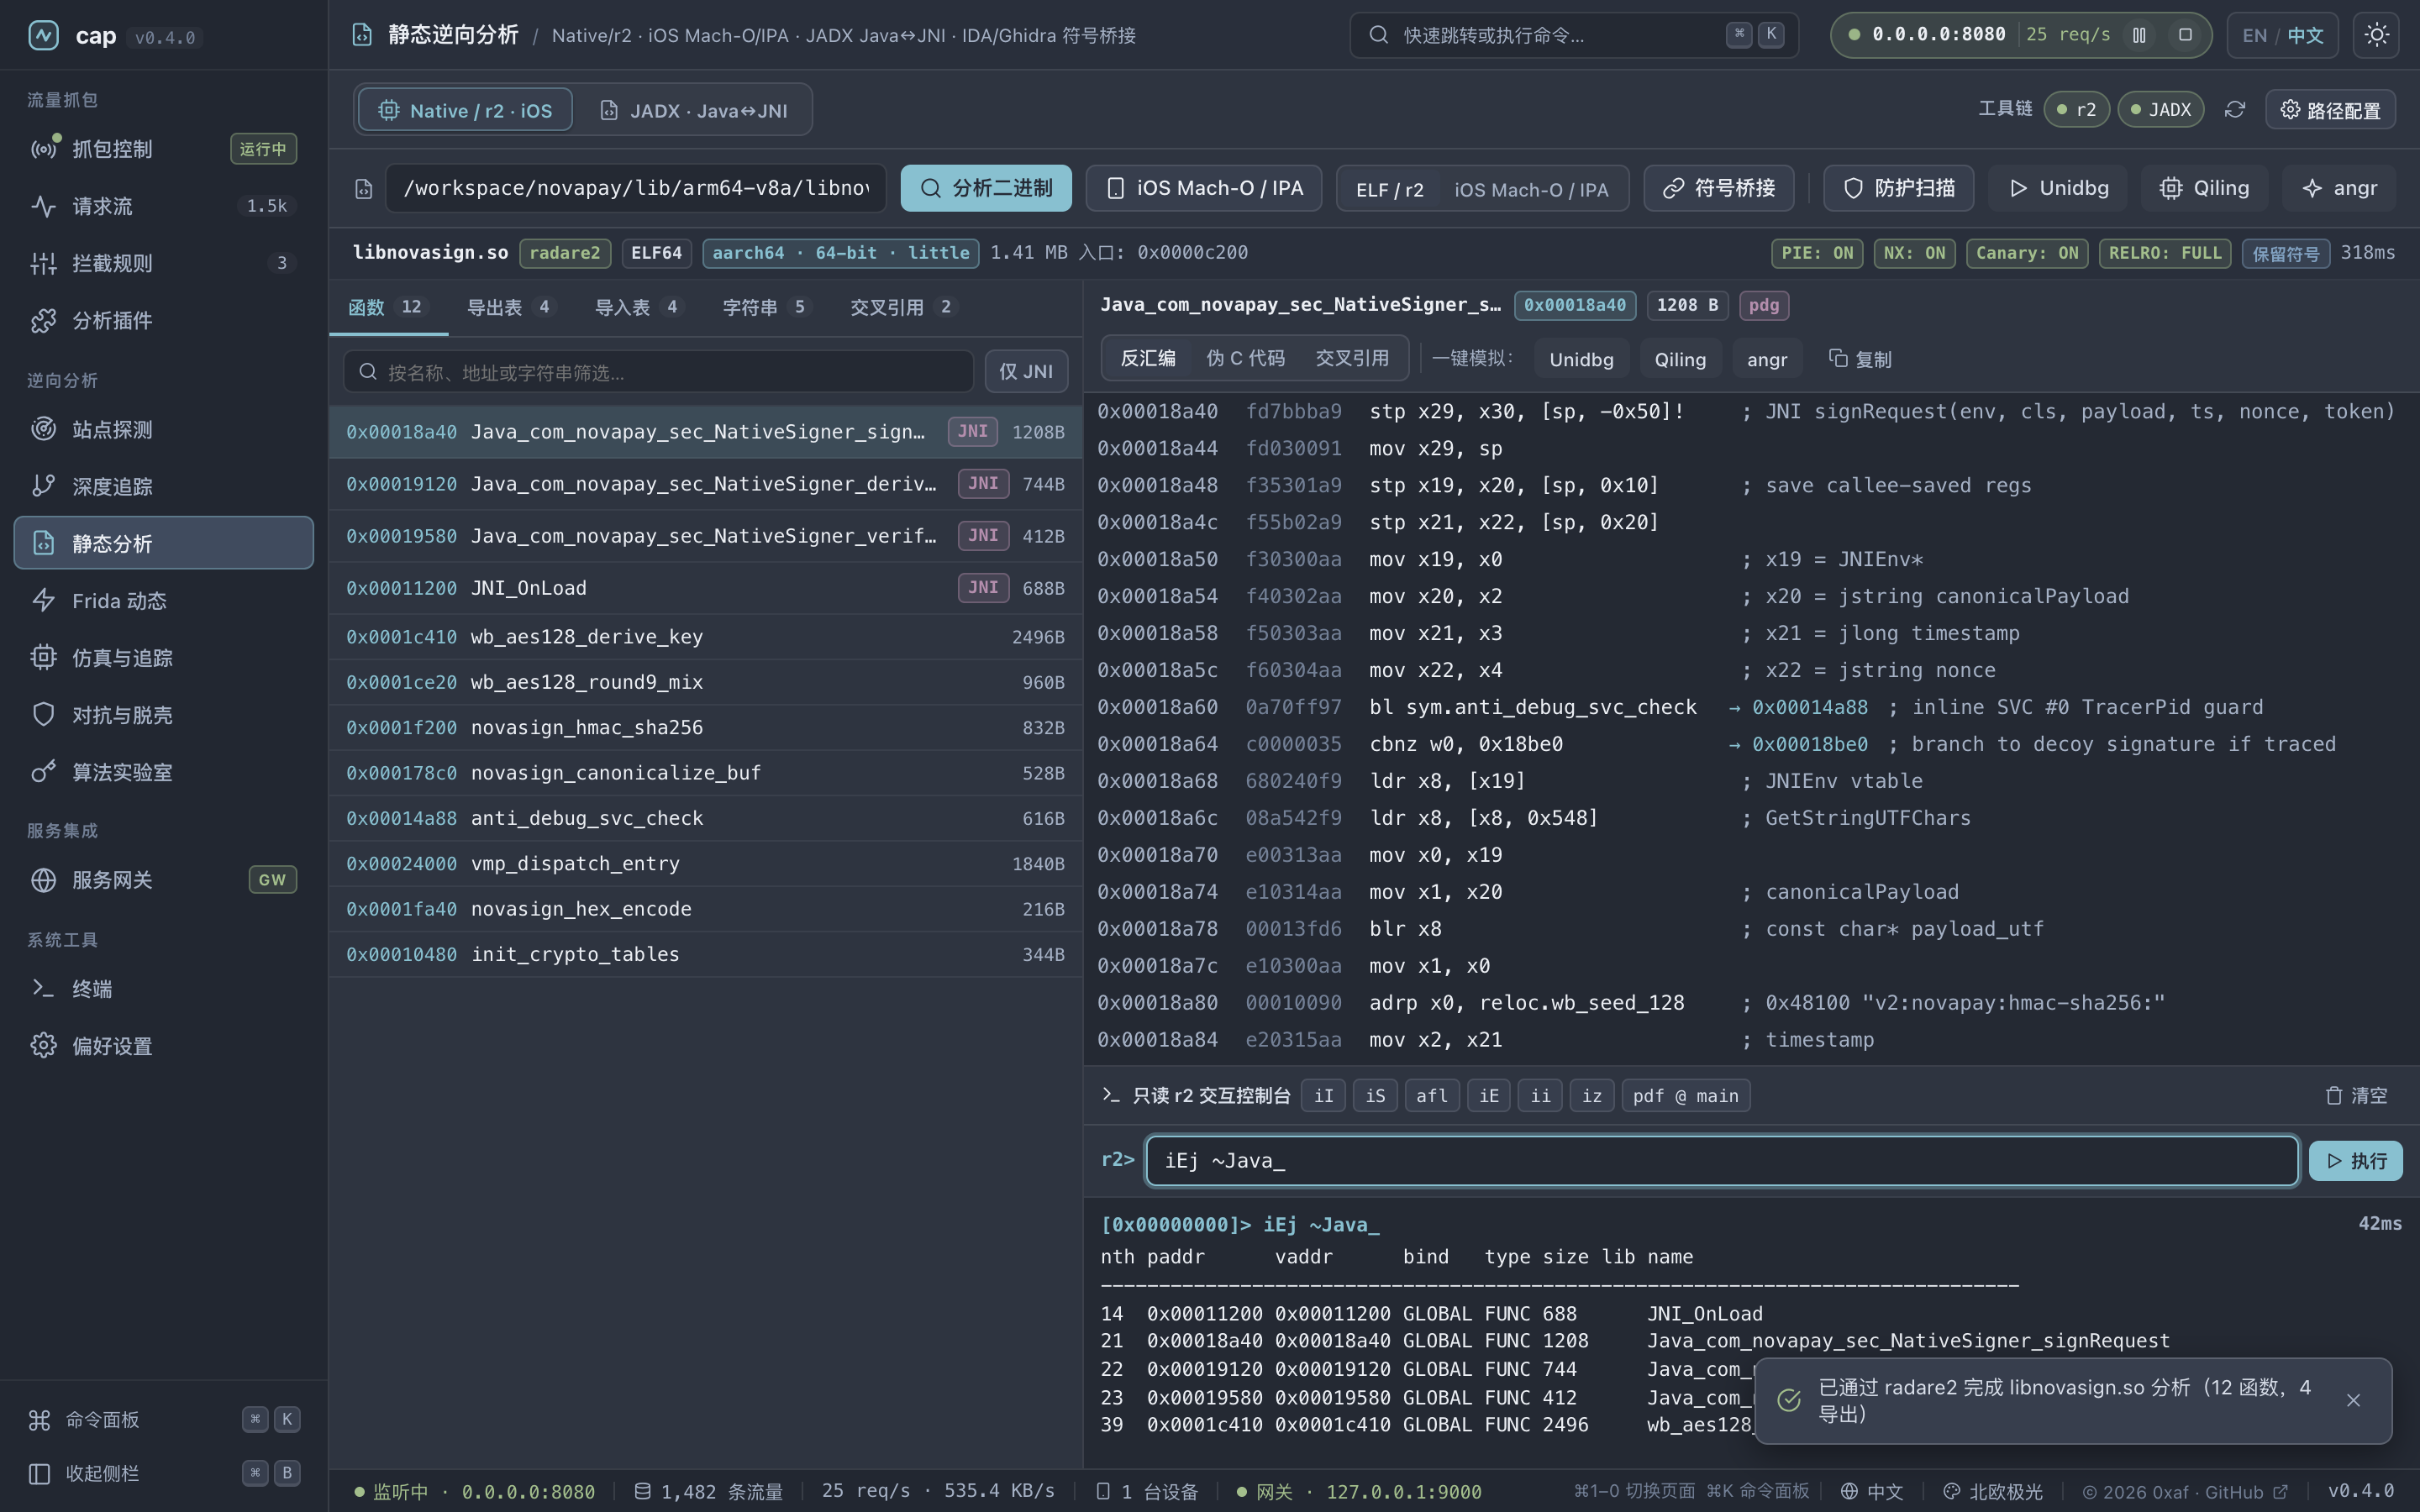 cap v0.4.0
静态逆向分析 / Native/r2 · iOS Mach-O/IPA · JADX Java↔JNI · IDA/Ghidra 符号桥接
快速跳转或执行命令... ⌘ K
0.0.0.0:8080 25 req/s
EN / 中文
流量抓包
抓包控制 运行中
请求流 1.5k
拦截规则 3
分析插件
逆向分析
站点探测
深度追踪
静态分析
Frida 动态
仿真与追踪
对抗与脱壳
算法实验室
服务集成
服务网关 GW
系统工具
终端
偏好设置
命令面板 ⌘ K
收起侧栏 ⌘ B
Native / r2 · iOS JADX · Java↔JNI
工具链 r2 JADX 路径配置
/workspace/novapay/lib/arm64-v8a/libnov 分析二进制 iOS Mach-O / IPA ELF / r2 iOS Mach-O / IPA 符号桥接 防护扫描 Unidbg Qiling angr
libnovasign.so radare2 ELF64 aarch64 · 64-bit · little 1.41 MB 入口: 0x0000c200
PIE: ON NX: ON Canary: ON RELRO: FULL 保留符号 318ms
函数 12 导出表 4 导入表 4 字符串 5 交叉引用 2
按名称、地址或字符串筛选... 仅 JNI
0x00018a40 Java_com_novapay_sec_NativeSigner_sign… JNI 1208B
0x00019120 Java_com_novapay_sec_NativeSigner_deriv… JNI 744B
0x00019580 Java_com_novapay_sec_NativeSigner_verif… JNI 412B
0x00011200 JNI_OnLoad JNI 688B
0x0001c410 wb_aes128_derive_key 2496B
0x0001ce20 wb_aes128_round9_mix 960B
0x0001f200 novasign_hmac_sha256 832B
0x000178c0 novasign_canonicalize_buf 528B
0x00014a88 anti_debug_svc_check 616B
0x00024000 vmp_dispatch_entry 1840B
0x0001fa40 novasign_hex_encode 216B
0x00010480 init_crypto_tables 344B
Java_com_novapay_sec_NativeSigner_s… 0x00018a40 1208 B pdg
反汇编 伪 C 代码 交叉引用 一键模拟: Unidbg Qiling angr 复制
0x00018a40 fd7bbba9 stp x29, x30, [sp, -0x50]! ; JNI signRequest(env, cls, payload, ts, nonce, token)
0x00018a44 fd030091 mov x29, sp
0x00018a48 f35301a9 stp x19, x20, [sp, 0x10] ; save callee-saved regs
0x00018a4c f55b02a9 stp x21, x22, [sp, 0x20]
0x00018a50 f30300aa mov x19, x0 ; x19 = JNIEnv*
0x00018a54 f40302aa mov x20, x2 ; x20 = jstring canonicalPayload
0x00018a58 f50303aa mov x21, x3 ; x21 = jlong timestamp
0x00018a5c f60304aa mov x22, x4 ; x22 = jstring nonce
0x00018a60 0a70ff97 bl sym.anti_debug_svc_check → 0x00014a88 ; inline SVC #0 TracerPid guard
0x00018a64 c0000035 cbnz w0, 0x18be0 → 0x00018be0 ; branch to decoy signature if traced
0x00018a68 680240f9 ldr x8, [x19] ; JNIEnv vtable
0x00018a6c 08a542f9 ldr x8, [x8, 0x548] ; GetStringUTFChars
0x00018a70 e00313aa mov x0, x19
0x00018a74 e10314aa mov x1, x20 ; canonicalPayload
0x00018a78 00013fd6 blr x8 ; const char* payload_utf
0x00018a7c e10300aa mov x1, x0
0x00018a80 00010090 adrp x0, reloc.wb_seed_128 ; 0x48100 "v2:novapay:hmac-sha256:"
0x00018a84 e20315aa mov x2, x21 ; timestamp
只读 r2 交互控制台 iI iS afl iE ii iz pdf @ main 清空
r2> iEj ~Java_ 执行
[0x00000000]> iEj ~Java_ 42ms
nth paddr vaddr bind type size lib name
14 0x00011200 0x00011200 GLOBAL FUNC 688 JNI_OnLoad
21 0x00018a40 0x00018a40 GLOBAL FUNC 1208 Java_com_novapay_sec_NativeSigner_signRequest
22 0x00019120 0x00019120 GLOBAL FUNC 744 Java_com_
23 0x00019580 0x00019580 GLOBAL FUNC 412 Java_com_
39 0x0001c410 0x0001c410 GLOBAL FUNC 2496 wb_aes128_
已通过 radare2 完成 libnovasign.so 分析（12 函数，4
导出）
监听中 · 0.0.0.0:8080 1,482 条流量 25 req/s · 535.4 KB/s 1 台设备 网关 · 127.0.0.1:9000 ⌘1–0 切换页面 ⌘K 命令面板 中文 北欧极光 © 2026 0xaf · GitHub v0.4.0